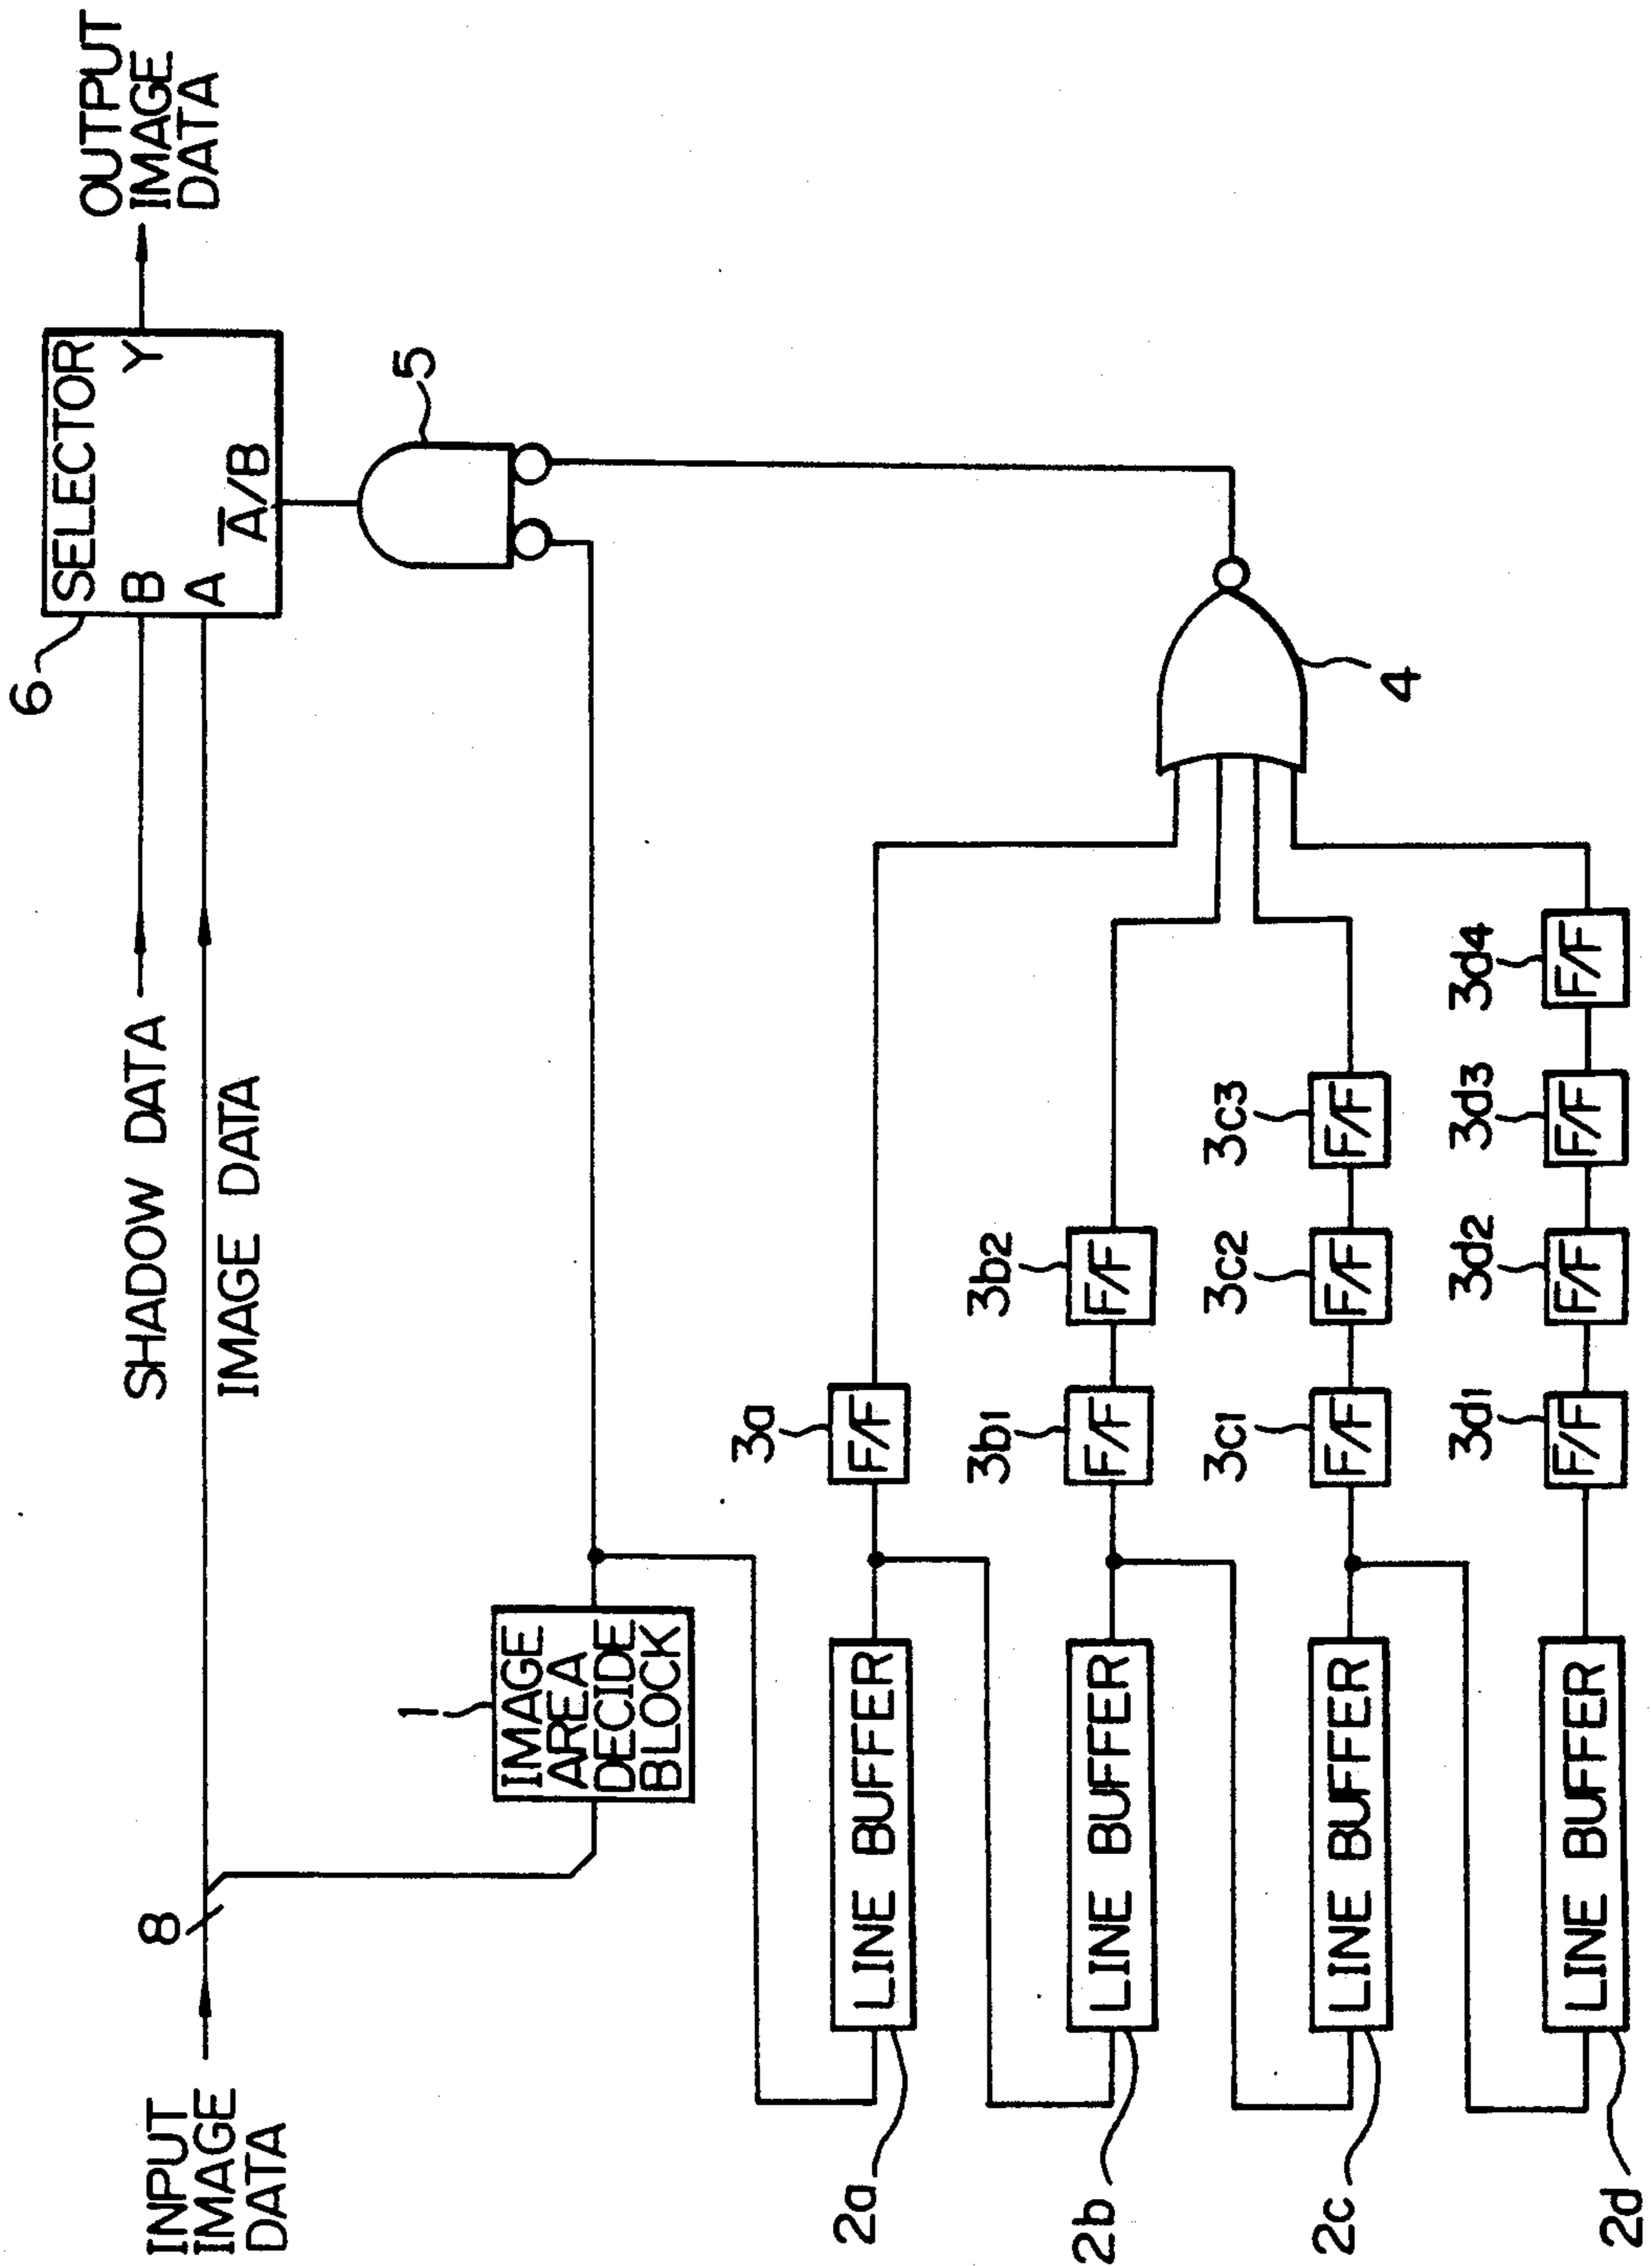 INPUT
IMAGE
DATA
8
SHADOW DATA
IMAGE DATA
6
SELECTOR
B
A
Y
A̅/B
OUTPUT
IMAGE
DATA
1
IMAGE
AREA
DECIDE
BLOCK
5
2a
LINE BUFFER
3a
F/F
2b
LINE BUFFER
3b1
F/F
3b2
F/F
4
2c
LINE BUFFER
3c1
F/F
3c2
F/F
3c3
F/F
2d
LINE BUFFER
3d1
F/F
3d2
F/F
3d3
F/F
3d4
F/F